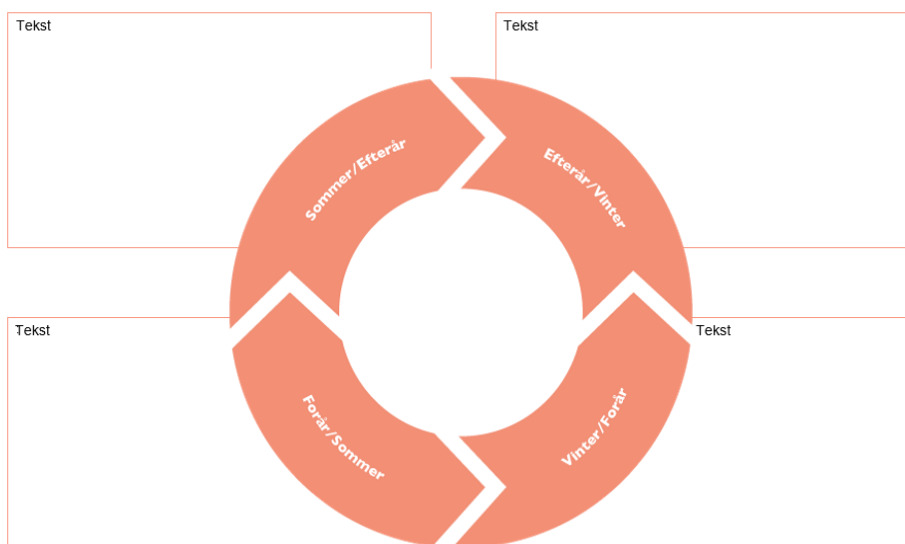 Tekst
Tekst
Sommer/Efterår
Efterår/Vinter
Tekst
Tekst
Forår/Sommer
Vinter/Forår